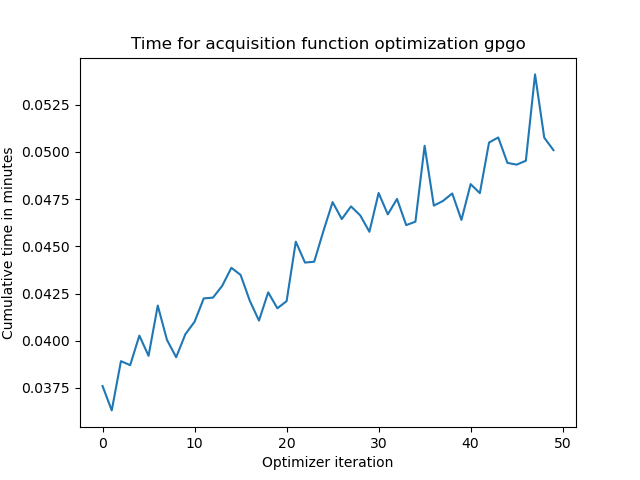 Time for acquisition function optimization gpgo
Cumulative time in minutes
0.0525
0.0500
0.0475
0.0450
0.0425
0.0400
0.0375
0 10 20 30 40 50
Optimizer iteration